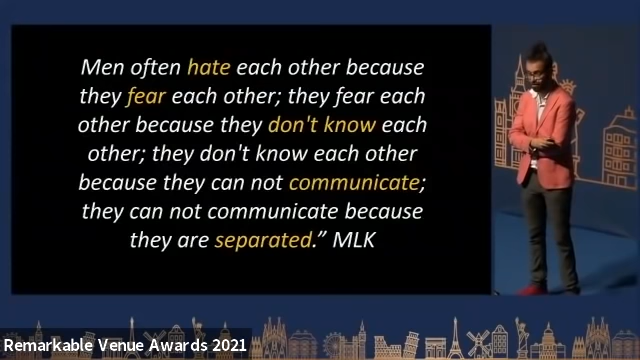 Men often hate each other because
they fear each other; they fear each
other because they don't know each
other; they don't know each other
because they can not communicate;
they can not communicate because
they are separated.” MLK
Remarkable Venue Awards 2021